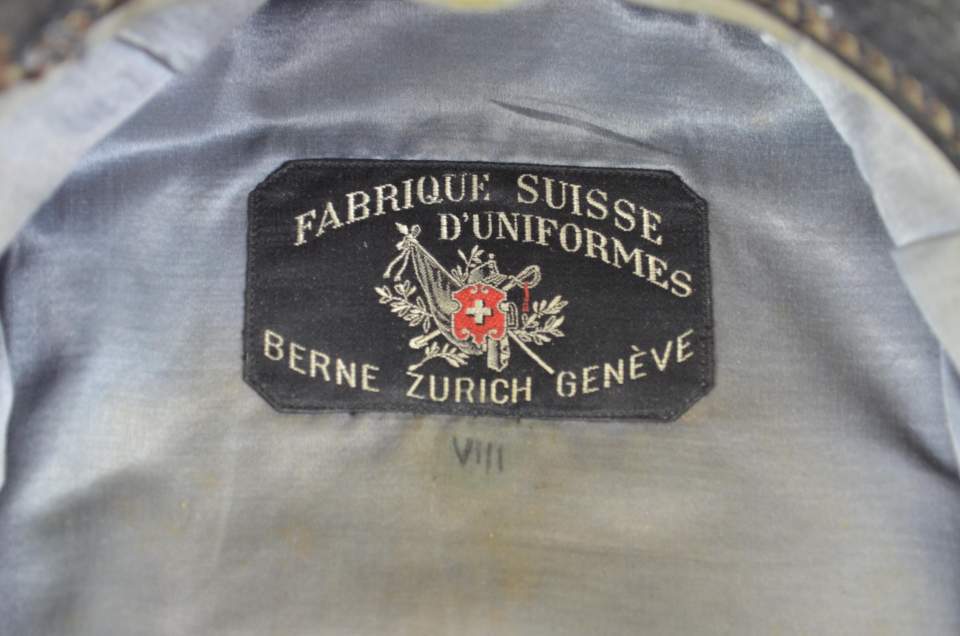 FABRIQUE SUISSE
D'UNIFORMES
BERNE ZURICH GENÈVE
VIII